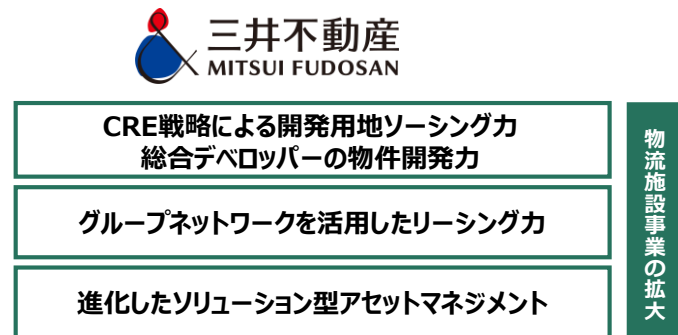 三井不動産
MITSUI FUDOSAN
CRE戦略による開発用地ソーシング力
総合デベロッパーの物件開発力
グループネットワークを活用したリーシング力
進化したソリューション型アセットマネジメント
物流施設事業の拡大